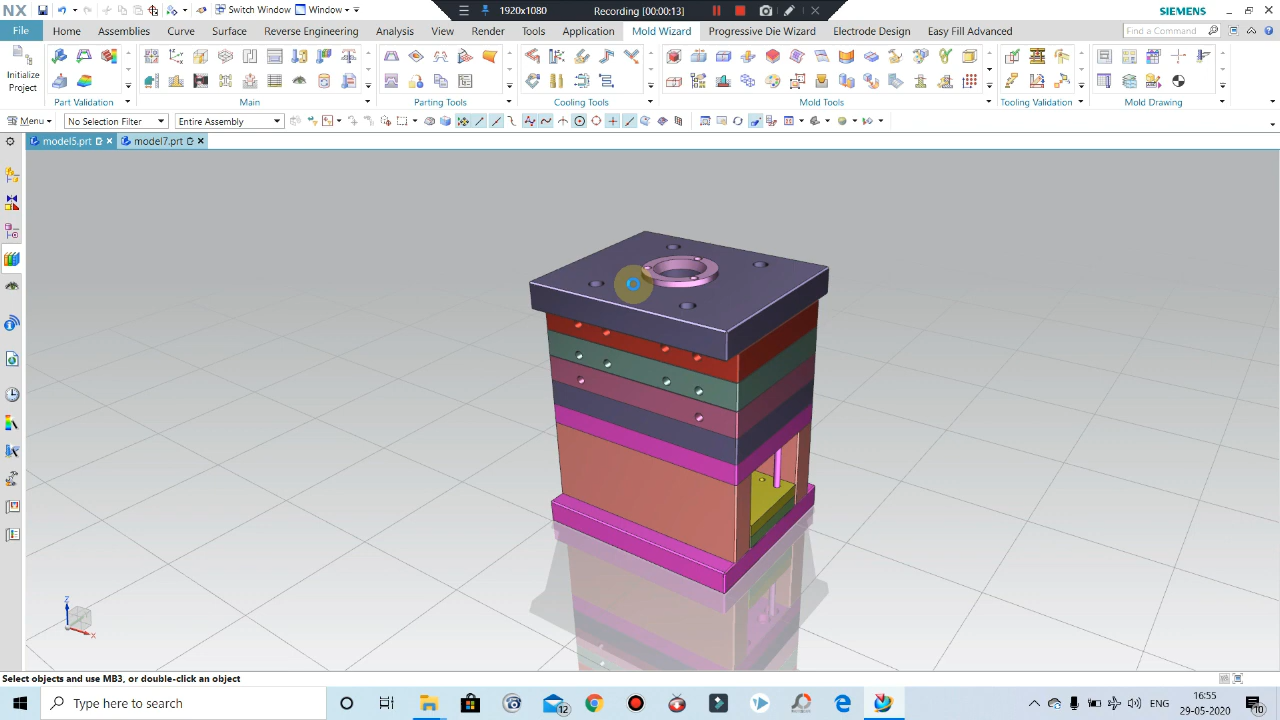 NX
Switch Window
Window
1920x1080
Recording [00:00:13]
SIEMENS
File
Assemblies
Curve
Surface
Reverse Engineering
Analysis
View
Render
Tools
Application
Mold Wizard
Progressive Die Wizard
Electrode Design
Easy Fill Advanced
Find a Command
Initialize
Project
Part Validation
Main
Parting Tools
Cooling Tools
Mold Tools
Tooling Validation
Mold Drawing
Menu
No Selection Filter
Entire Assembly
model5.prt
model7.prt
Z
X
Select objects and use MB3, or double-click an object
Type here to search
12
16:55
29-05-2020
10